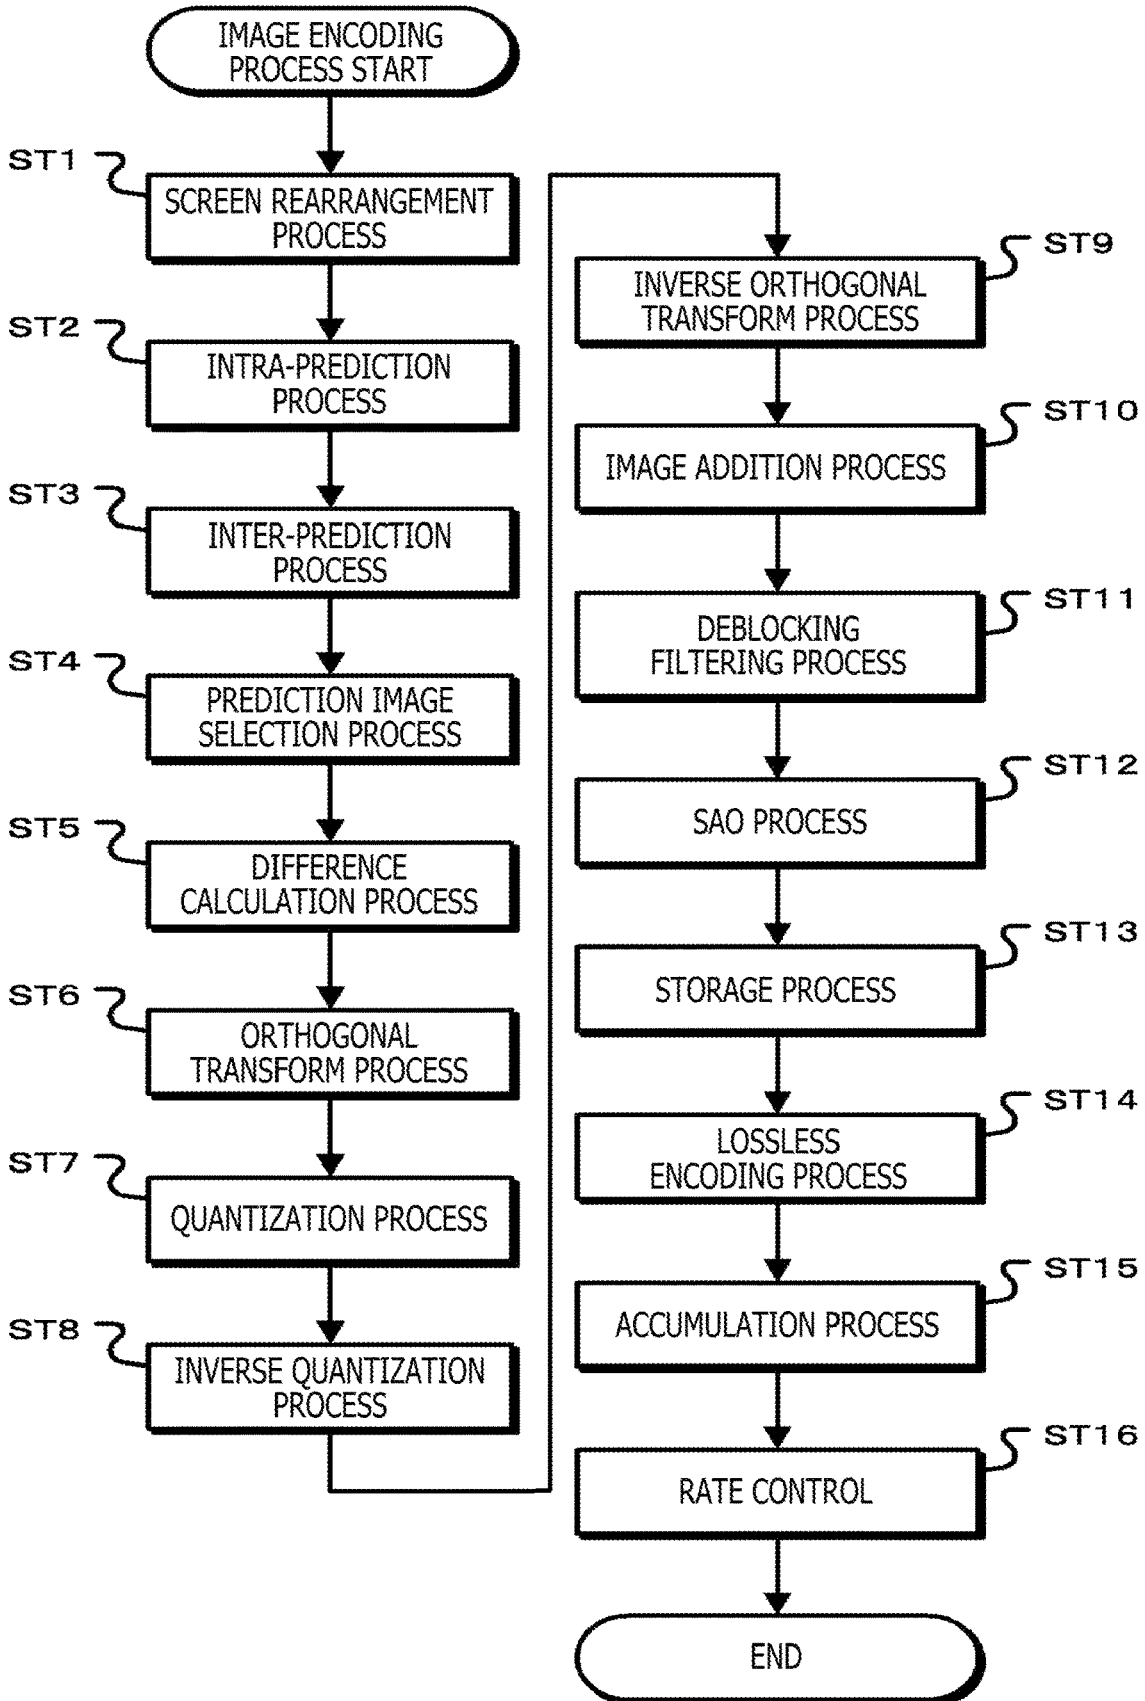 IMAGE ENCODING
PROCESS START
ST1
SCREEN REARRANGEMENT
PROCESS
ST2
INTRA-PREDICTION
PROCESS
ST3
INTER-PREDICTION
PROCESS
ST4
PREDICTION IMAGE
SELECTION PROCESS
ST5
DIFFERENCE
CALCULATION PROCESS
ST6
ORTHOGONAL
TRANSFORM PROCESS
ST7
QUANTIZATION PROCESS
ST8
INVERSE QUANTIZATION
PROCESS
ST9
INVERSE ORTHOGONAL
TRANSFORM PROCESS
ST10
IMAGE ADDITION PROCESS
ST11
DEBLOCKING
FILTERING PROCESS
ST12
SAO PROCESS
ST13
STORAGE PROCESS
ST14
LOSSLESS
ENCODING PROCESS
ST15
ACCUMULATION PROCESS
ST16
RATE CONTROL
END